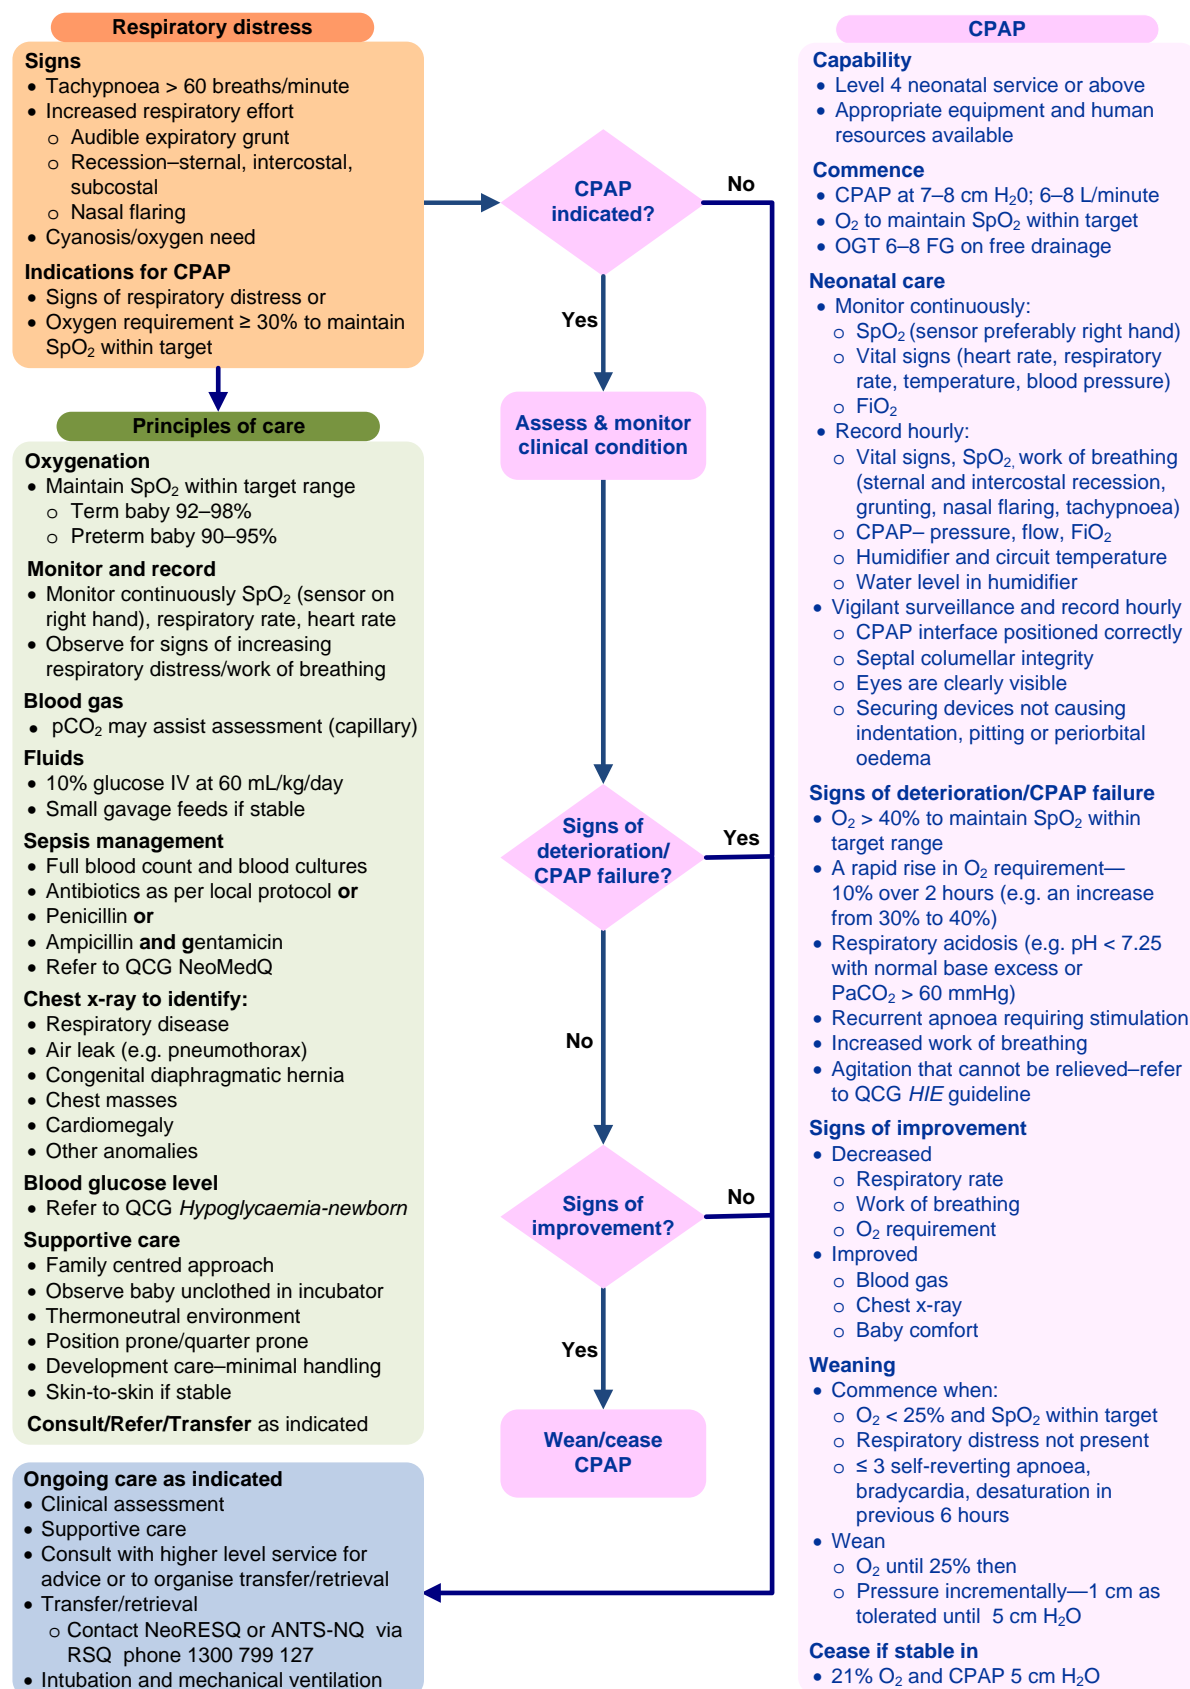 Respiratory distress
Signs
• Tachypnoea > 60 breaths/minute
• Increased respiratory effort
o Audible expiratory grunt
o Recession–sternal, intercostal,
subcostal
o Nasal flaring
• Cyanosis/oxygen need
Indications for CPAP
• Signs of respiratory distress or
• Oxygen requirement ≥ 30% to maintain
SpO₂ within target
Principles of care
Oxygenation
• Maintain SpO₂ within target range
o Term baby 92–98%
o Preterm baby 90–95%
Monitor and record
• Monitor continuously SpO₂ (sensor on
right hand), respiratory rate, heart rate
• Observe for signs of increasing
respiratory distress/work of breathing
Blood gas
• pCO₂ may assist assessment (capillary)
Fluids
• 10% glucose IV at 60 mL/kg/day
• Small gavage feeds if stable
Sepsis management
• Full blood count and blood cultures
• Antibiotics as per local protocol or
• Penicillin or
• Ampicillin and gentamicin
• Refer to QCG NeoMedQ
Chest x-ray to identify:
• Respiratory disease
• Air leak (e.g. pneumothorax)
• Congenital diaphragmatic hernia
• Chest masses
• Cardiomegaly
• Other anomalies
Blood glucose level
• Refer to QCG Hypoglycaemia-newborn
Supportive care
• Family centred approach
• Observe baby unclothed in incubator
• Thermoneutral environment
• Position prone/quarter prone
• Development care–minimal handling
• Skin-to-skin if stable
Consult/Refer/Transfer as indicated
Ongoing care as indicated
• Clinical assessment
• Supportive care
• Consult with higher level service for
advice or to organise transfer/retrieval
• Transfer/retrieval
o Contact NeoRESQ or ANTS-NQ via
RSQ phone 1300 799 127
• Intubation and mechanical ventilation
CPAP
indicated?
No
Yes
Assess & monitor
clinical condition
Signs of
deterioration/
CPAP failure?
Yes
No
Signs of
improvement?
No
Yes
Wean/cease
CPAP
CPAP
Capability
• Level 4 neonatal service or above
• Appropriate equipment and human
resources available
Commence
• CPAP at 7–8 cm H₂0; 6–8 L/minute
• O₂ to maintain SpO₂ within target
• OGT 6–8 FG on free drainage
Neonatal care
• Monitor continuously:
o SpO₂ (sensor preferably right hand)
o Vital signs (heart rate, respiratory
rate, temperature, blood pressure)
o FiO₂
• Record hourly:
o Vital signs, SpO₂, work of breathing
(sternal and intercostal recession,
grunting, nasal flaring, tachypnoea)
o CPAP– pressure, flow, FiO₂
o Humidifier and circuit temperature
o Water level in humidifier
• Vigilant surveillance and record hourly
o CPAP interface positioned correctly
o Septal columellar integrity
o Eyes are clearly visible
o Securing devices not causing
indentation, pitting or periorbital
oedema
Signs of deterioration/CPAP failure
• O₂ > 40% to maintain SpO₂ within
target range
• A rapid rise in O₂ requirement—
10% over 2 hours (e.g. an increase
from 30% to 40%)
• Respiratory acidosis (e.g. pH < 7.25
with normal base excess or
PaCO₂ > 60 mmHg)
• Recurrent apnoea requiring stimulation
• Increased work of breathing
• Agitation that cannot be relieved–refer
to QCG HIE guideline
Signs of improvement
• Decreased
o Respiratory rate
o Work of breathing
o O₂ requirement
• Improved
o Blood gas
o Chest x-ray
o Baby comfort
Weaning
• Commence when:
o O₂ < 25% and SpO₂ within target
o Respiratory distress not present
o ≤ 3 self-reverting apnoea,
bradycardia, desaturation in
previous 6 hours
• Wean
o O₂ until 25% then
o Pressure incrementally—1 cm as
tolerated until 5 cm H₂O
Cease if stable in
• 21% O₂ and CPAP 5 cm H₂O